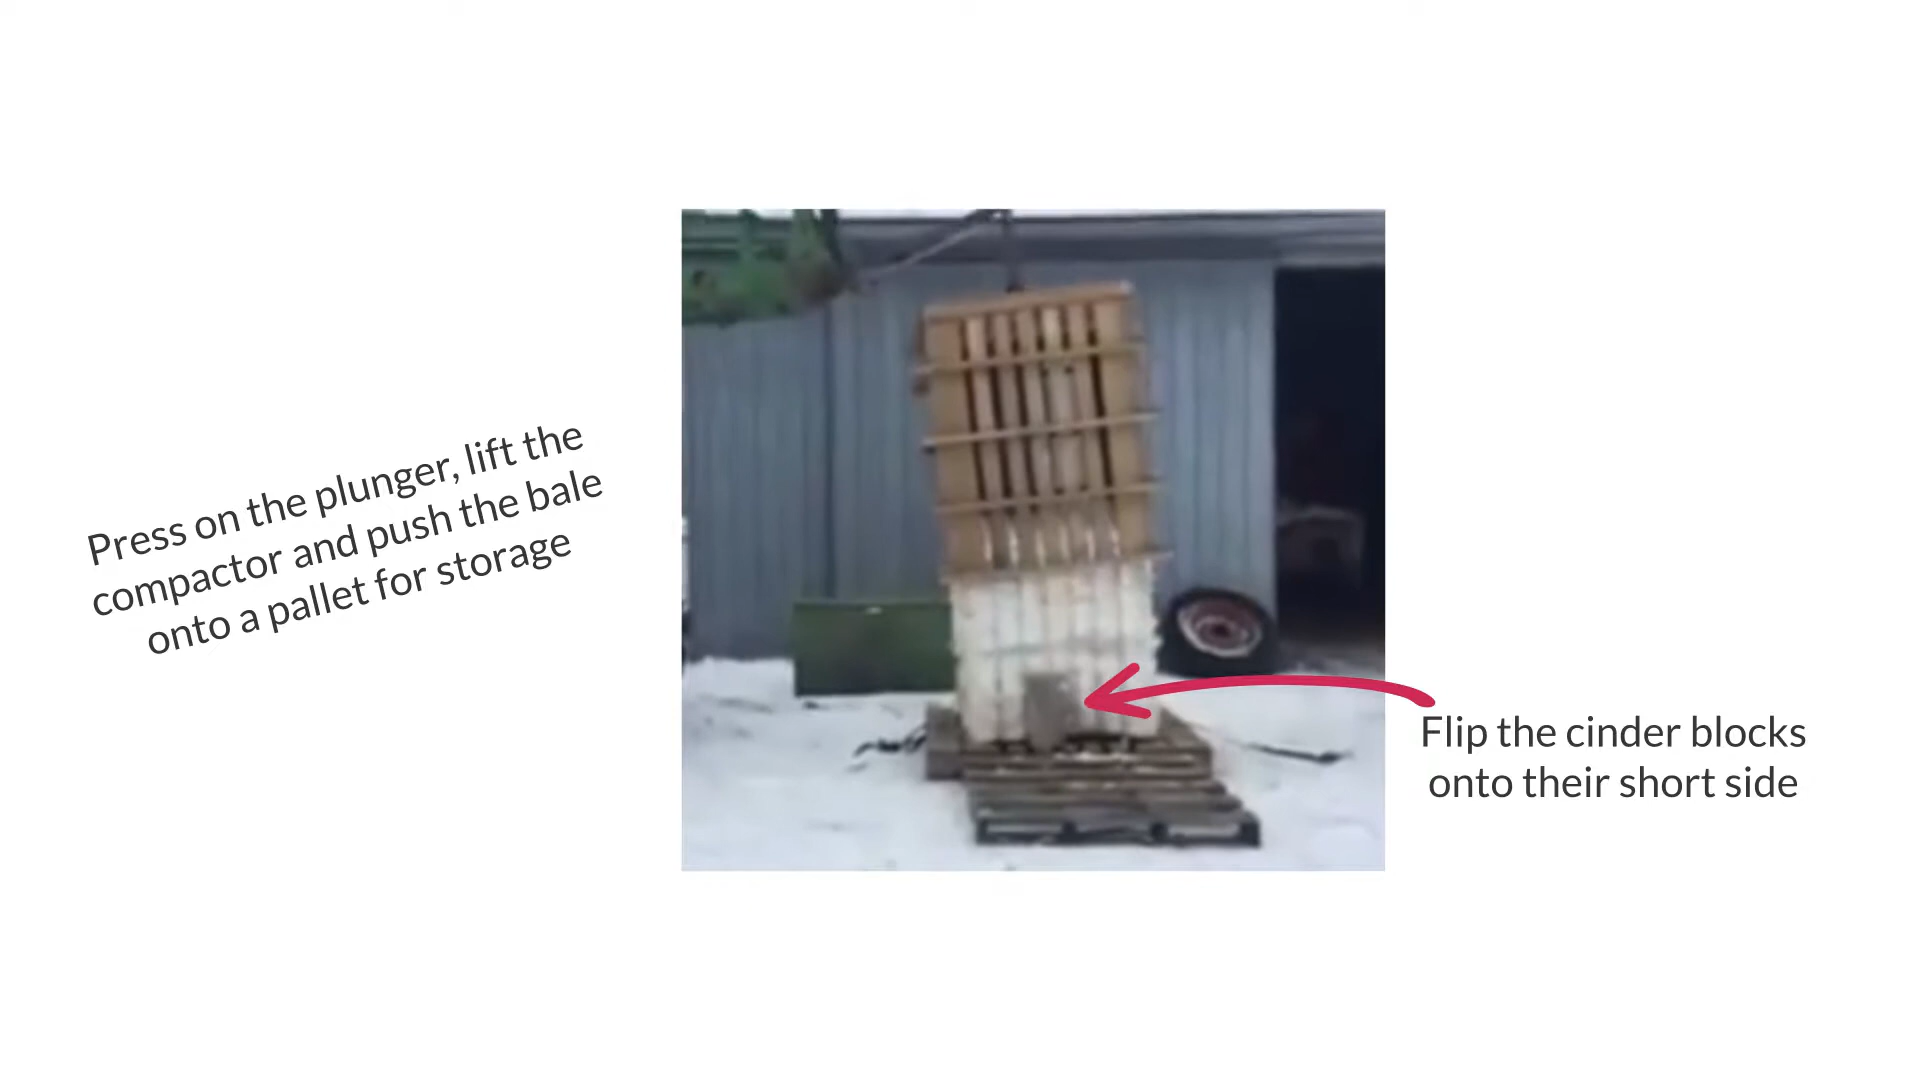 Press on the plunger, lift the
compactor and push the bale
onto a pallet for storage
Flip the cinder blocks
onto their short side